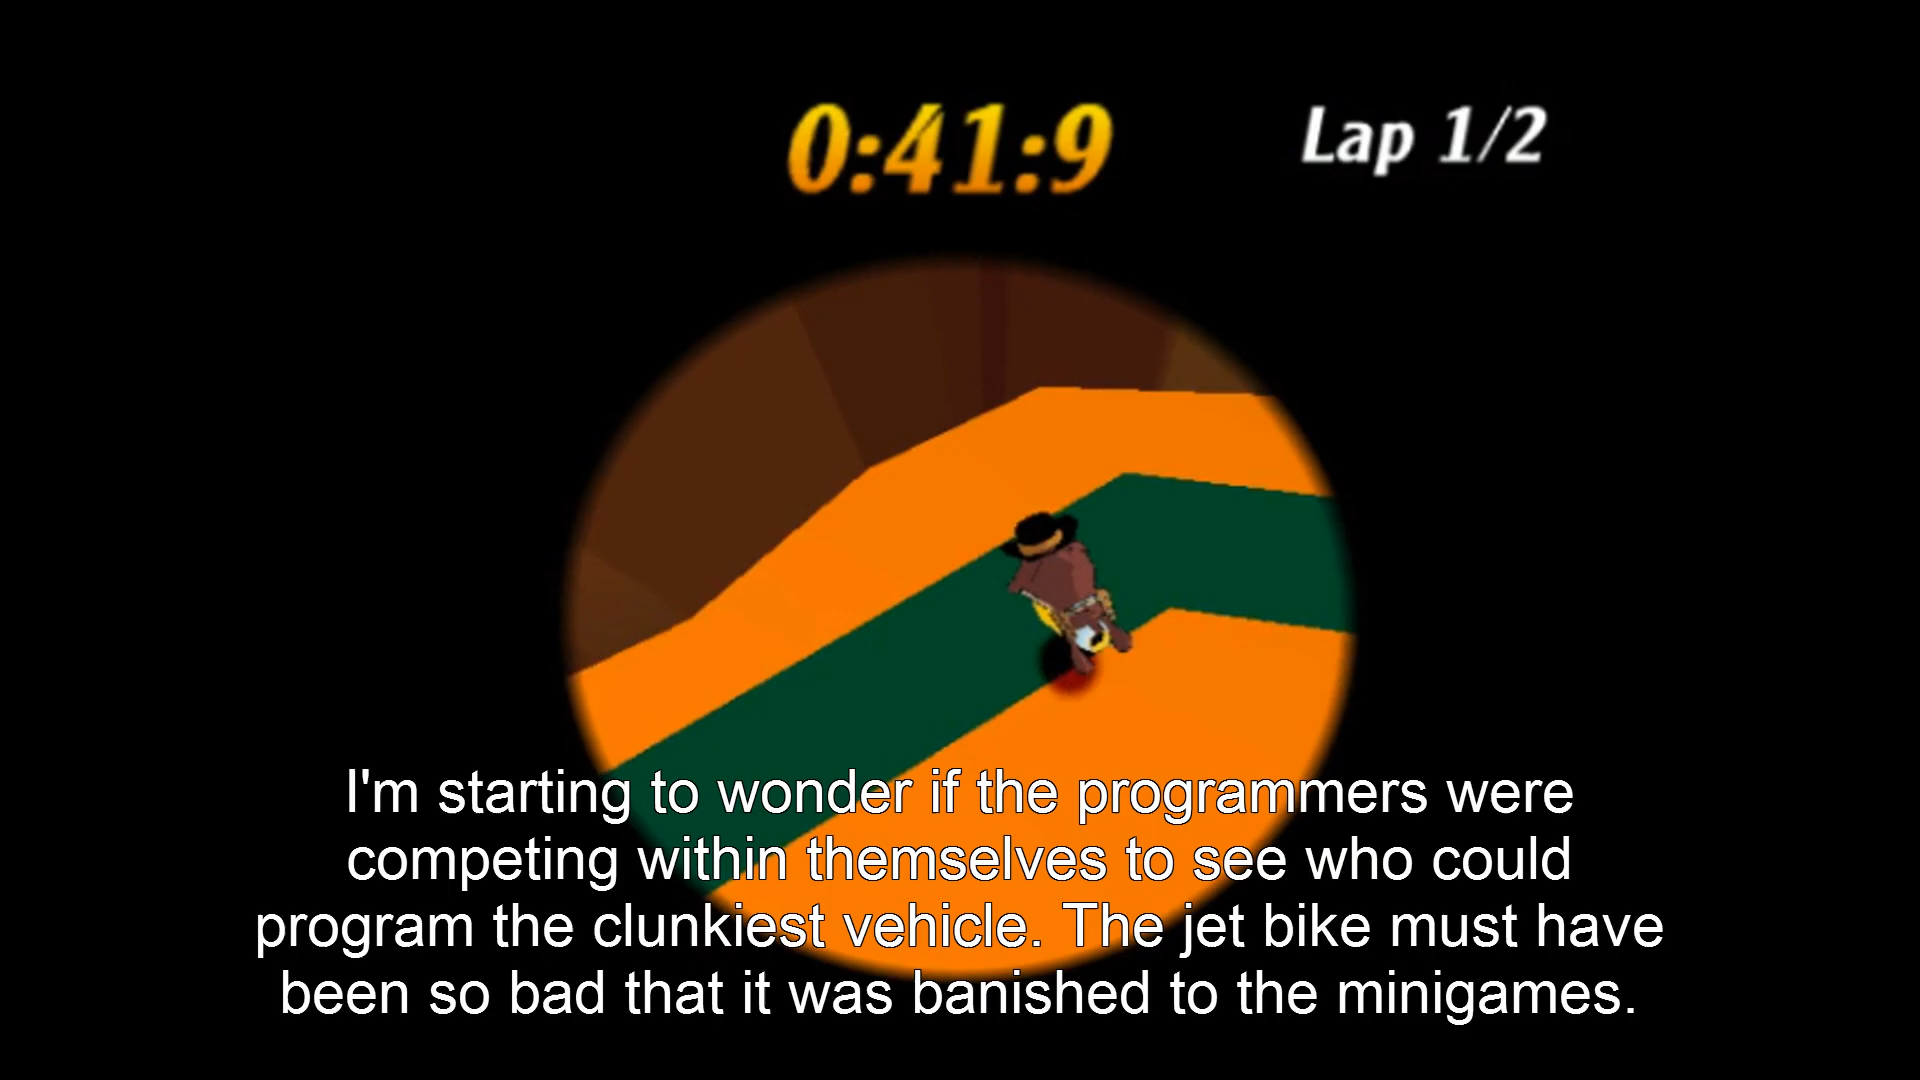 0:41:9
Lap 1/2
I'm starting to wonder if the programmers were
competing within themselves to see who could
program the clunkiest vehicle. The jet bike must have
been so bad that it was banished to the minigames.